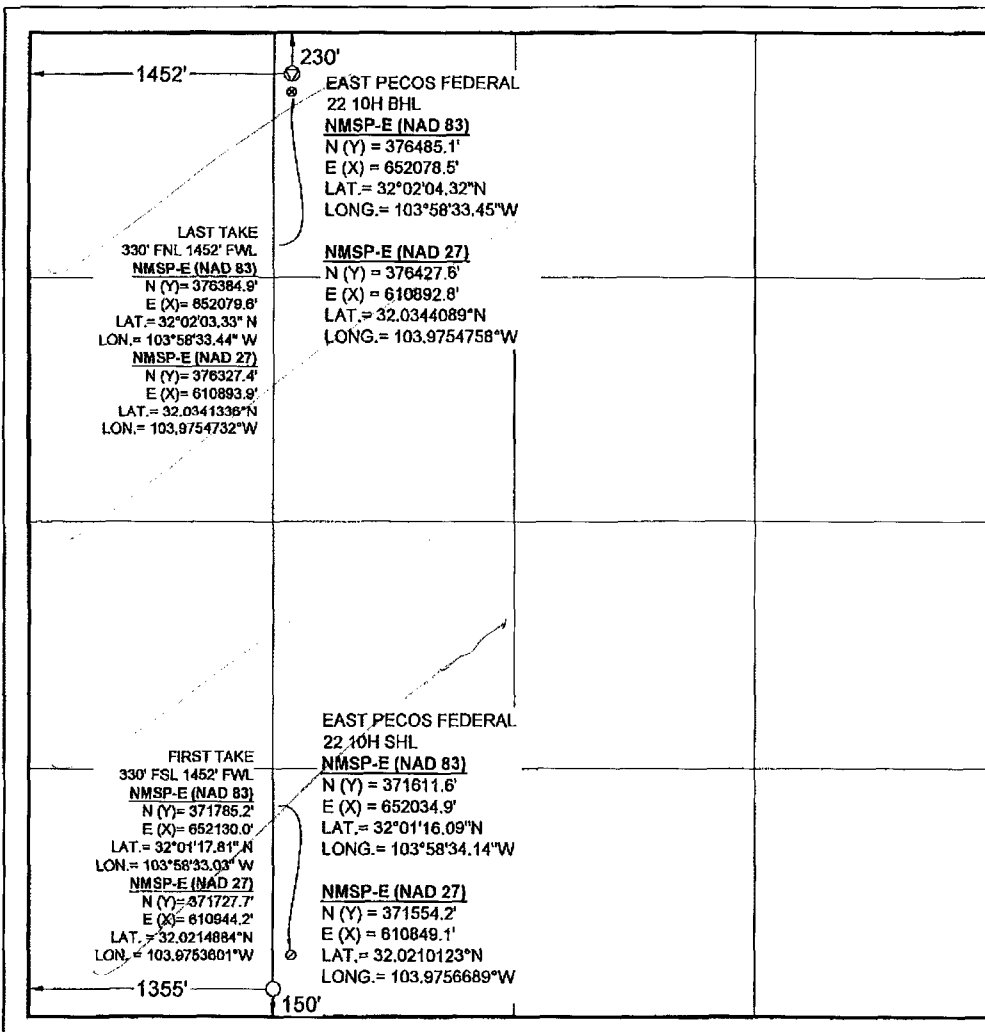 230'
1452'
EAST PECOS FEDERAL
22 10H BHL
NMSP-E (NAD 83)
N (Y) = 376485.1'
E (X) = 652078.5'
LAT.= 32°02'04.32"N
LONG.= 103°58'33.45"W
NMSP-E (NAD 27)
N (Y) = 376427.6'
E (X) = 610892.8'
LAT.= 32.0344089°N
LONG.= 103.9754758°W
LAST TAKE
330' FNL 1452' FWL
NMSP-E (NAD 83)
N (Y)= 376384.9'
E (X)= 652079.6'
LAT.= 32°02'03.33" N
LON.= 103°58'33.44" W
NMSP-E (NAD 27)
N (Y)= 376327.4'
E (X)= 610893.9'
LAT.= 32.0341336°N
LON.= 103.9754732°W
EAST PECOS FEDERAL
22 10H SHL
NMSP-E (NAD 83)
N (Y) = 371611.6'
E (X) = 652034.9'
LAT.= 32°01'16.09"N
LONG.= 103°58'34.14"W
NMSP-E (NAD 27)
N (Y) = 371554.2'
E (X) = 610849.1'
LAT.= 32.0210123°N
LONG.= 103.9756689°W
FIRST TAKE
330' FSL 1452' FWL
NMSP-E (NAD 83)
N (Y)= 371785.2'
E (X)= 652130.0'
LAT.= 32°01'17.81" N
LON.= 103°58'33.03" W
NMSP-E (NAD 27)
N (Y)= 371727.7'
E (X)= 610944.2'
LAT. = 32.0214884°N
LON. = 103.9753601°W
1355'
150'